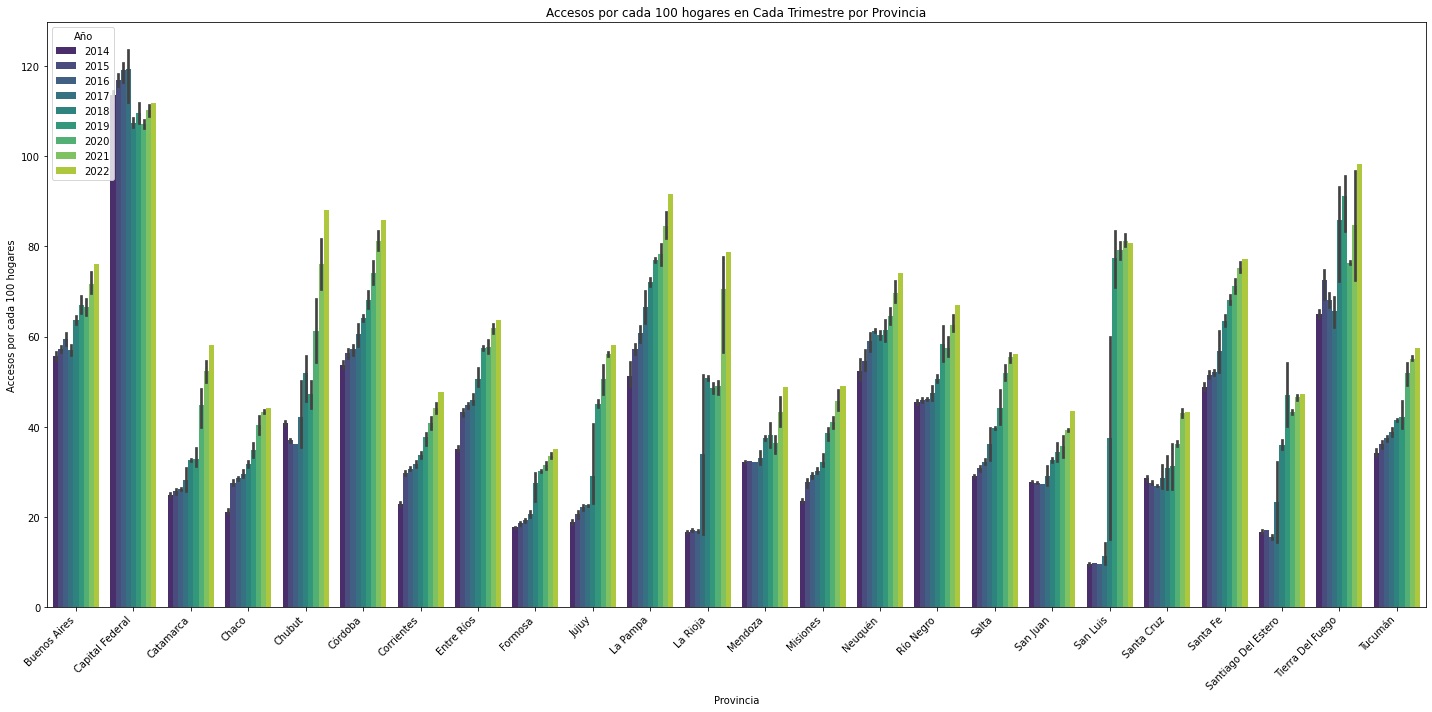 Accesos por cada 100 hogares en Cada Trimestre por Provincia
Año
2014
2015
2016
2017
2018
2019
2020
2021
2022
Accesos por cada 100 hogares
120
100
80
60
40
20
0
Buenos Aires
Capital Federal
Catamarca
Chaco
Chubut
Córdoba
Corrientes
Entre Ríos
Formosa
Jujuy
La Pampa
La Rioja
Mendoza
Misiones
Neuquén
Río Negro
Salta
San Juan
San Luis
Santa Cruz
Santa Fe
Santiago Del Estero
Tierra Del Fuego
Tucumán
Provincia